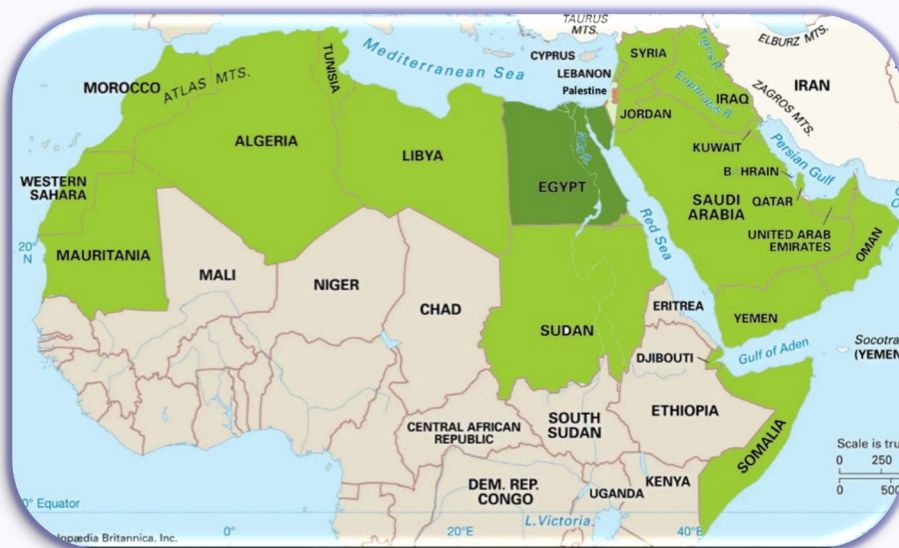 TAURUS
MTS.
ELBURZ MTS.
Mediterranean Sea
CYPRUS
SYRIA
Tigris R.
TUNISIA
LEBANON
MOROCCO
ATLAS MTS.
Palestine
Euphrates R.
IRAQ
ZAGROS MTS.
IRAN
JORDAN
ALGERIA
LIBYA
KUWAIT
Persian Gulf
EGYPT
B HRAIN
WESTERN
SAHARA
SAUDI
ARABIA
QATAR
Red Sea
UNITED ARAB
EMIRATES
OMAN
20°
N
MAURITANIA
MALI
NIGER
CHAD
SUDAN
ERITREA
YEMEN
Gulf of Aden
Socotra
(YEMEN
DJIBOUTI
ETHIOPIA
CENTRAL AFRICAN
REPUBLIC
SOUTH
SUDAN
SOMALIA
Scale is tru
0 250
0 500
DEM. REP.
CONGO
UGANDA
KENYA
0° Equator
L.Victoria
0°
20°E
40°E
lopædia Britannica, Inc.